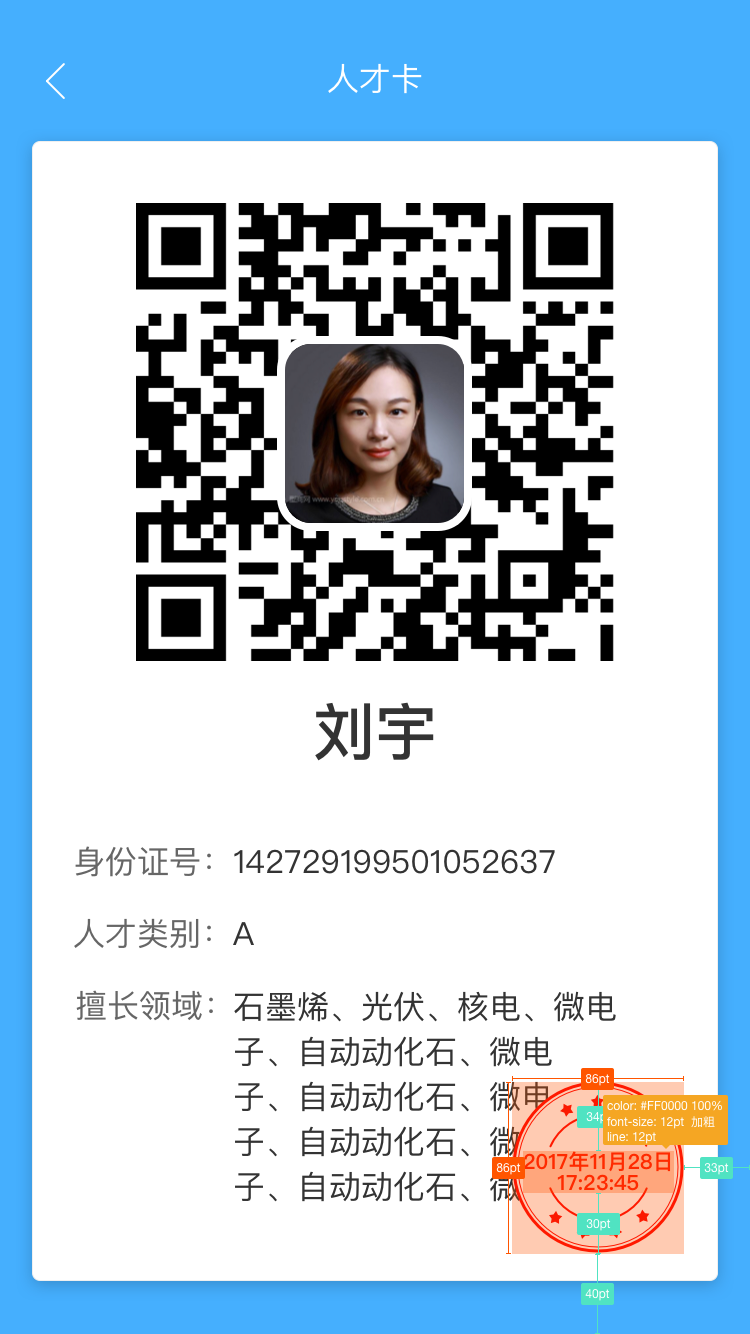 人才卡
刘宇
身份证号：142729199501052637
人才类别：A
擅长领域：石墨烯、光伏、核电、微电
子、自动动化石、微电
子、自动动化石、微电
子、自动动化石、微
子、自动动化石、微
86pt
color: #FF0000 100%
font-size: 12pt 加粗
line: 12pt
86pt
2017年11月28日
17:23:45
33pt
30pt
40pt